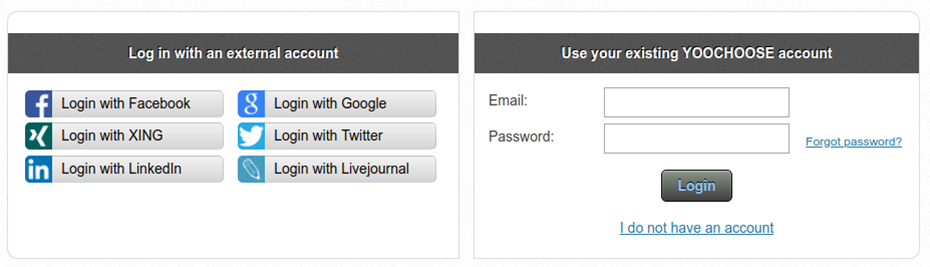 Log in with an external account
Login with Facebook
Login with Google
Login with XING
Login with Twitter
Login with LinkedIn
Login with Livejournal
Use your existing YOOCHOOSE account
Email:
Password:
Forgot password?
Login
I do not have an account